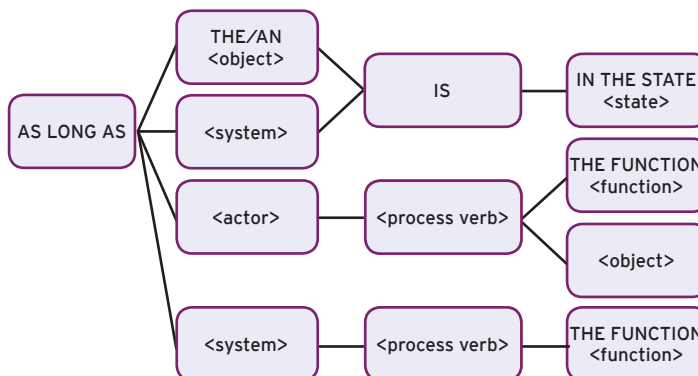 THE/AN
<object>
AS LONG AS
<system>
IS
IN THE STATE
<state>
<actor>
<process verb>
THE FUNCTION
<function>
<object>
<system>
<process verb>
THE FUNCTION
<function>